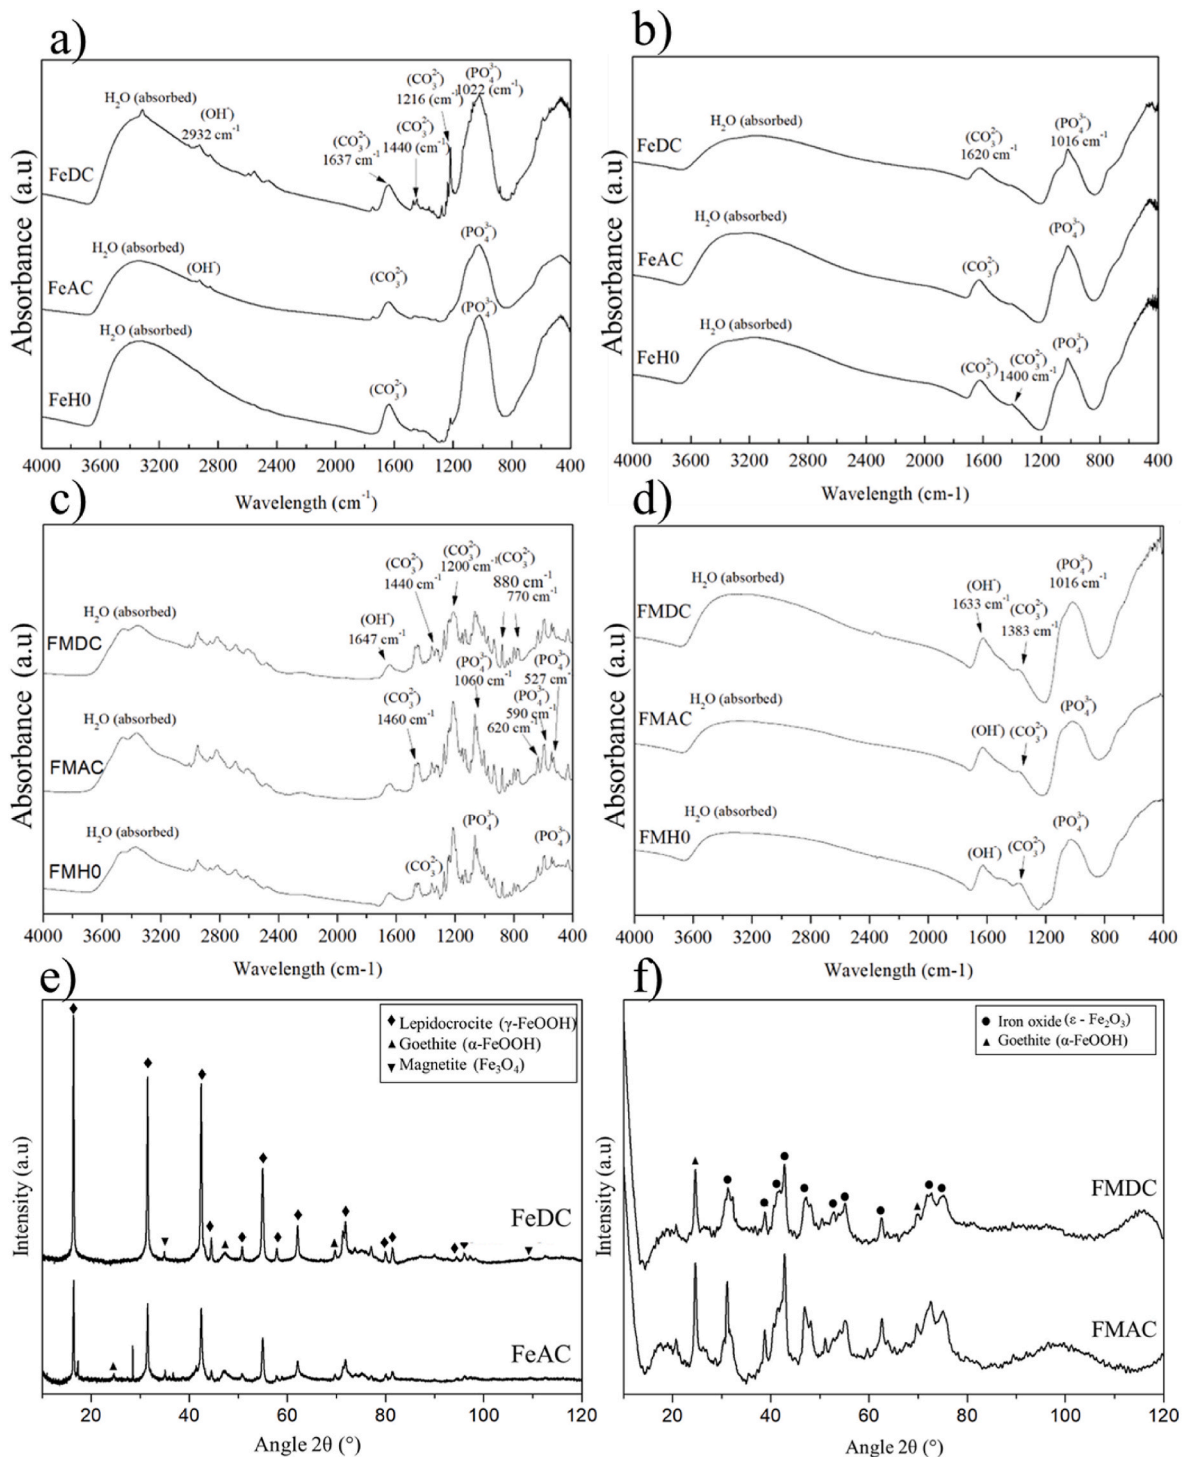 a)
H₂O (absorbed)
(OH⁻)
2932 cm⁻¹
(CO₃²⁻)
1637 cm⁻¹
(CO₃²⁻)
1440 (cm⁻¹)
(CO₃²⁻)
1216 (cm⁻¹)
(PO₄³⁻)
1022 (cm⁻¹)
FeDC
H₂O (absorbed)
(OH⁻)
(CO₃²⁻)
(PO₄³⁻)
FeAC
H₂O (absorbed)
(CO₃²⁻)
(PO₄³⁻)
FeH0
Absorbance (a.u)
4000 3600 3200 2800 2400 2000 1600 1200 800 400
Wavelength (cm⁻¹)
b)
H₂O (absorbed)
(CO₃²⁻)
1620 cm⁻¹
(PO₄³⁻)
1016 cm⁻¹
FeDC
H₂O (absorbed)
(CO₃²⁻)
(PO₄³⁻)
FeAC
H₂O (absorbed)
(CO₃²⁻)
(CO₃²⁻)
1400 cm⁻¹
(PO₄³⁻)
FeH0
Absorbance (a.u)
4000 3600 3200 2800 2400 2000 1600 1200 800 400
Wavelength (cm-1)
c)
H₂O (absorbed)
(OH⁻)
1647 cm⁻¹
(CO₃²⁻)
1440 cm⁻¹
(CO₃²⁻)
1200 cm⁻¹
(CO₃²⁻)
880 cm⁻¹
770 cm⁻¹
FMDC
H₂O (absorbed)
(CO₃²⁻)
1460 cm⁻¹
(PO₄³⁻)
1060 cm⁻¹
(PO₄³⁻)
590 cm⁻¹
620 cm⁻¹
(PO₄³⁻)
527 cm⁻
FMAC
H₂O (absorbed)
(CO₃²⁻)
(PO₄³⁻)
(PO₄³⁻)
FMH0
Absorbance (a.u)
4000 3600 3200 2800 2400 2000 1600 1200 800 400
Wavelength (cm-1)
d)
H₂O (absorbed)
(OH⁻)
1633 cm⁻¹
(CO₃²⁻)
1383 cm⁻¹
(PO₄³⁻)
1016 cm⁻¹
FMDC
H₂O (absorbed)
(OH⁻)
(CO₃²⁻)
(PO₄³⁻)
FMAC
H₂O (absorbed)
(OH⁻)
(CO₃²⁻)
(PO₄³⁻)
FMH0
Absorbance (a.u)
4000 3600 3200 2800 2400 2000 1600 1200 800 400
Wavelength (cm-1)
e)
Lepidocrocite (γ-FeOOH)
Goethite (α-FeOOH)
Magnetite (Fe₃O₄)
FeDC
FeAC
Intensity (a.u)
20 40 60 80 100 120
Angle 2θ (°)
f)
Iron oxide (ε - Fe₂O₃)
Goethite (α-FeOOH)
FMDC
FMAC
Intensity (a.u)
20 40 60 80 100 120
Angle 2θ (°)